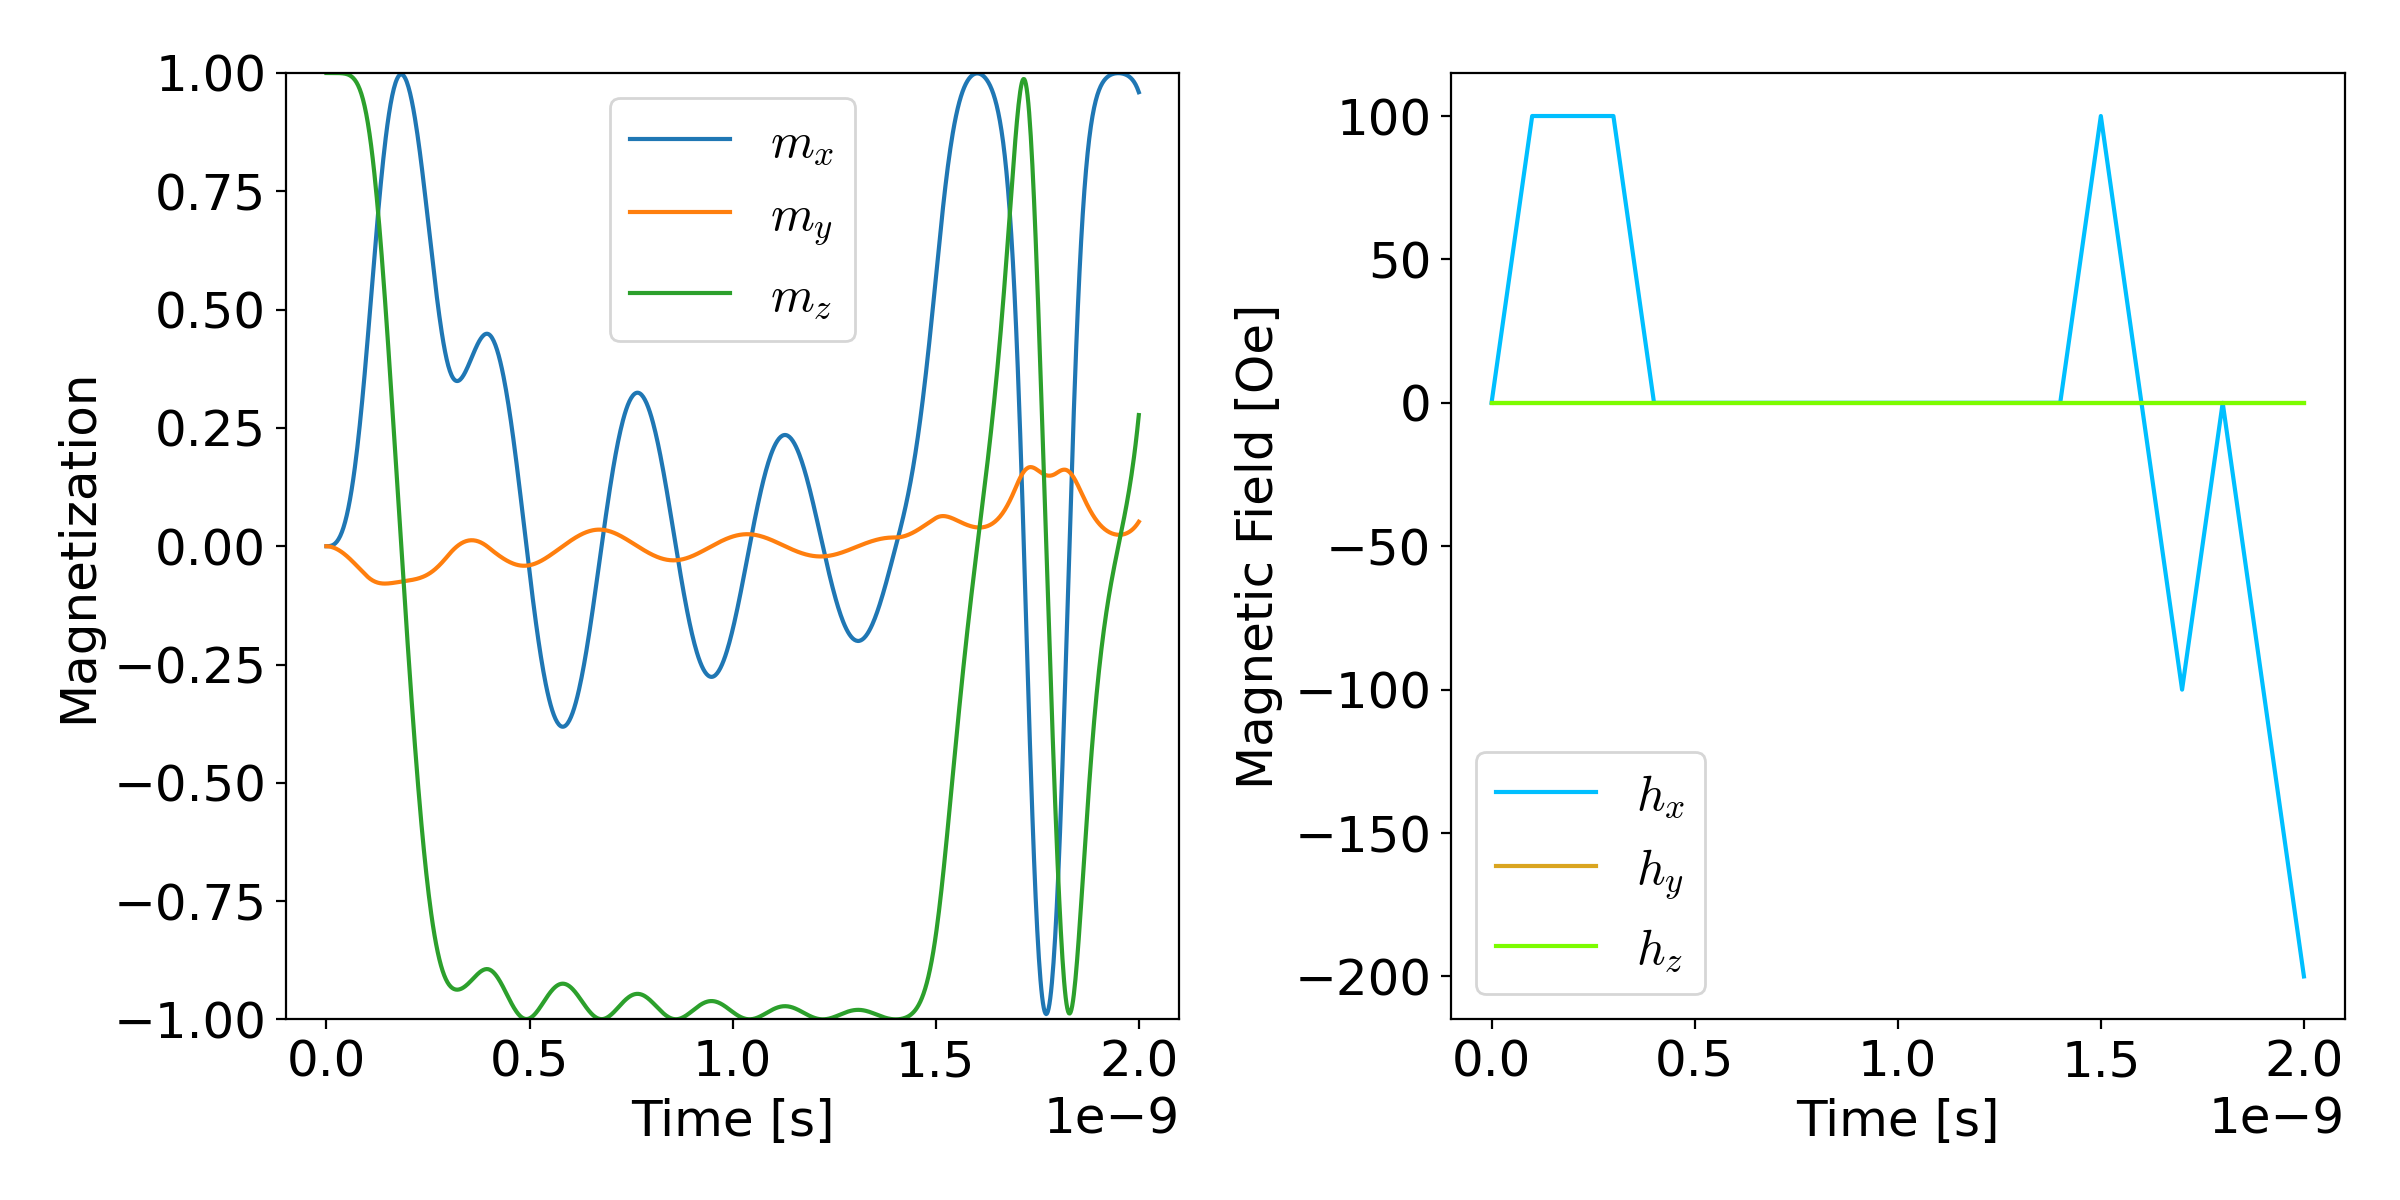 Magnetization
1.00
0.75
0.50
0.25
0.00
−0.25
−0.50
−0.75
−1.00
m_x
m_y
m_z
0.0 0.5 1.0 1.5 2.0
Time [s]
1e−9
Magnetic Field [Oe]
100
50
0
−50
−100
−150
−200
h_x
h_y
h_z
0.0 0.5 1.0 1.5 2.0
Time [s]
1e−9